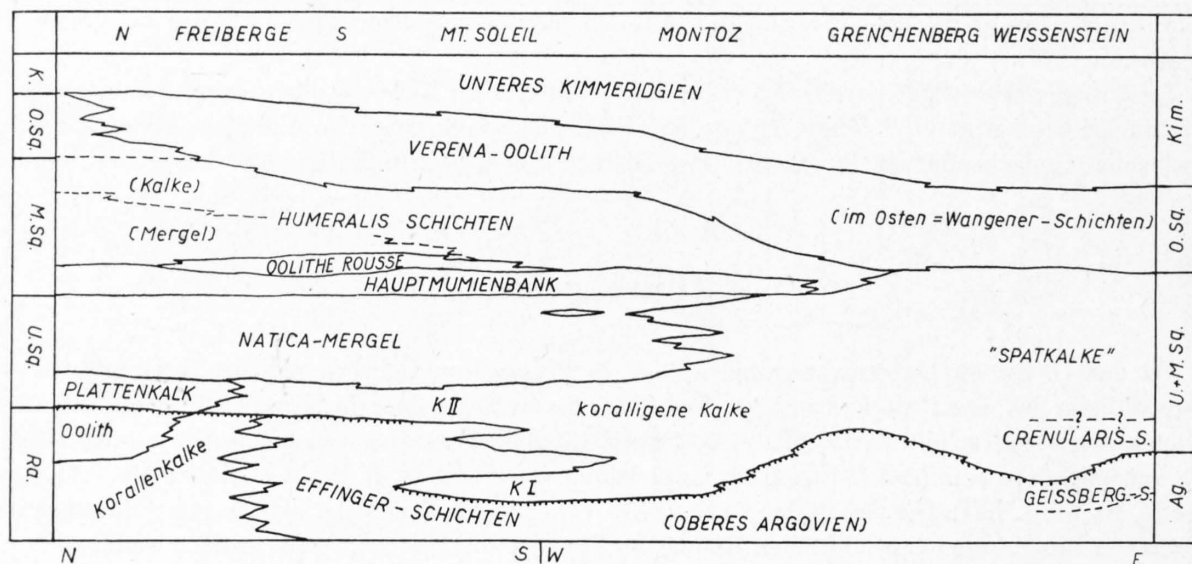 N FREIBERGE S MT. SOLEIL MONTOZ GRENCHENBERG WEISSENSTEIN
K.
UNTERES KIMMERIDGIEN
Kim.
O.Sq.
VERENA-OOLITH
(Kalke)
HUMERALIS SCHICHTEN
(im Osten = Wangener-Schichten)
O.Sq.
M.Sq.
(Mergel)
OOLITHE ROUSSE
HAUPTMUMIENBANK
U.Sq.
NATICA-MERGEL
"SPATKALKE"
U.+M.Sq.
PLATTENKALK
K II
koralligene Kalke
- ? - ? -
Oolith
CRENULARIS-S.
Rd.
Korallenkalke
K I
EFFINGER-SCHICHTEN
GEISSBERG.-S.
Ag.
(OBERES ARGOVIEN)
N S W E